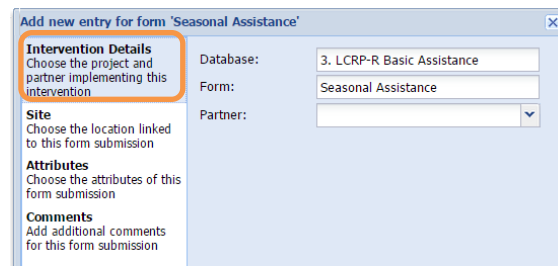 Add new entry for form 'Seasonal Assistance'
Intervention Details
Choose the project and
partner implementing this
intervention
Site
Choose the location linked
to this form submission
Attributes
Choose the attributes of this
form submission
Comments
Add additional comments
for this form submission
Database: 3. LCRP-R Basic Assistance
Form: Seasonal Assistance
Partner: